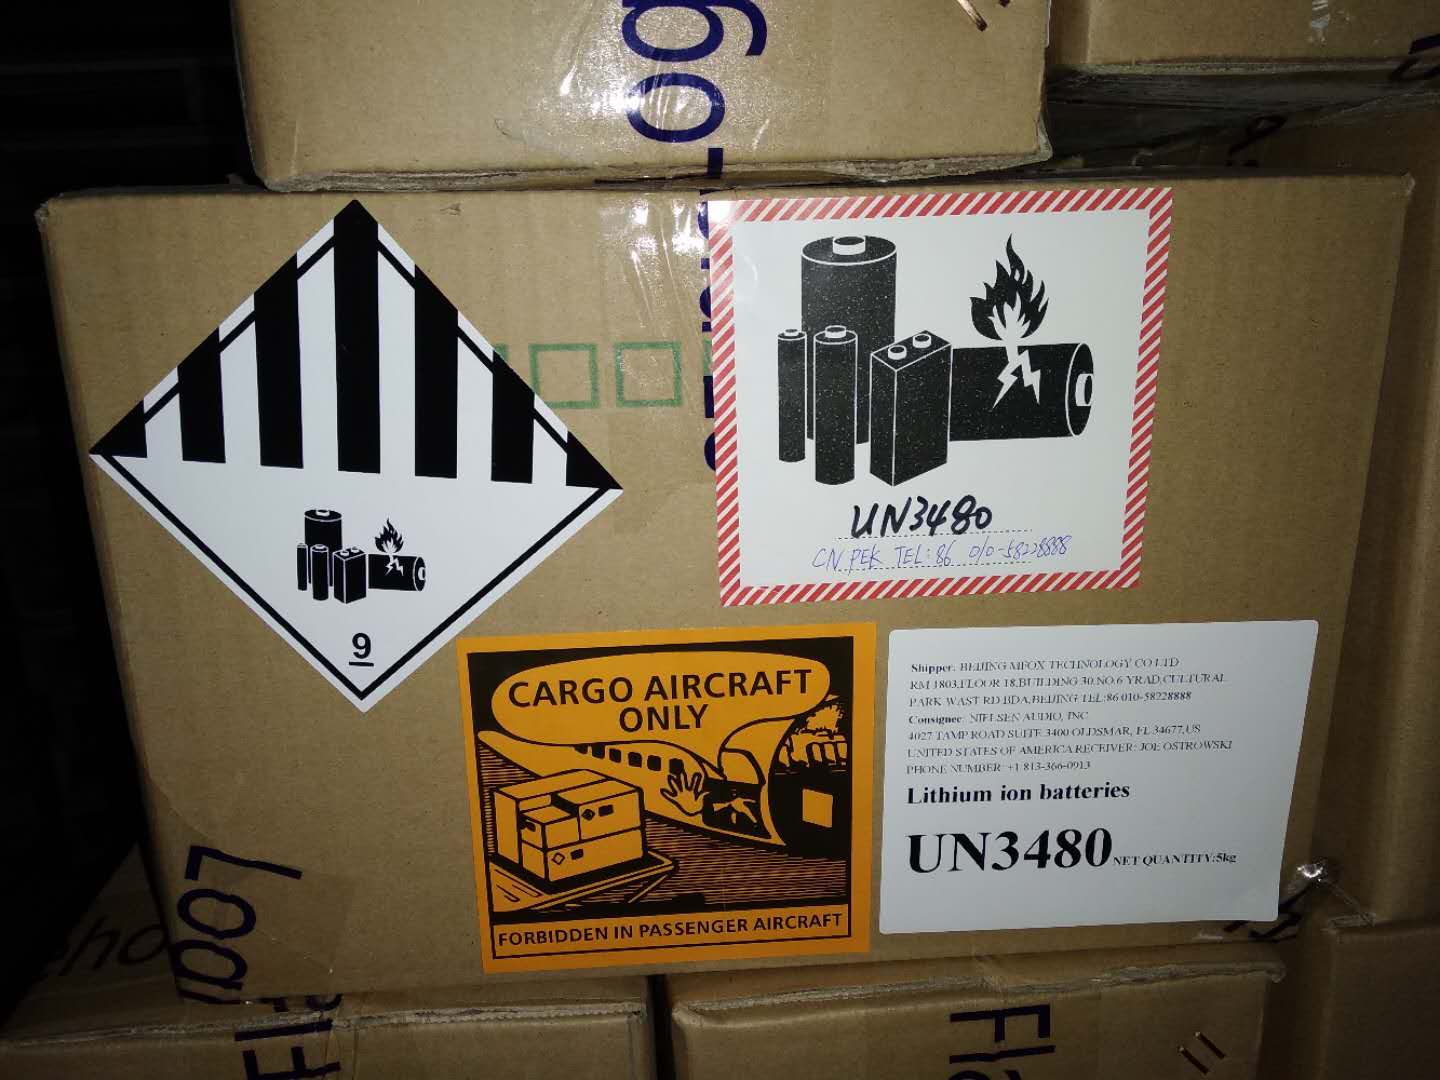 UN3480
CN PEK TEL: 86 010-58228888
9
CARGO AIRCRAFT
ONLY
FORBIDDEN IN PASSENGER AIRCRAFT
Shipper: BEIJING MFOX TECHNOLOGY CO LTD
RM 1803,FLOOR 18,BUILDING 30,NO.6 YRAD,CULTURAL
PARK WAST RD BDA,BEIJING TEL:86 010-58228888
Consignee: NIELSEN AUDIO, INC
4027 TAMP ROAD SUITE 3400 OLDSMAR, FL 34677,US
UNITED STATES OF AMERICA RECEIVER: JOE OSTROWSKI
PHONE NUMBER: +1 813-366-0913
Lithium ion batteries
UN3480 NET QUANTITY:5kg